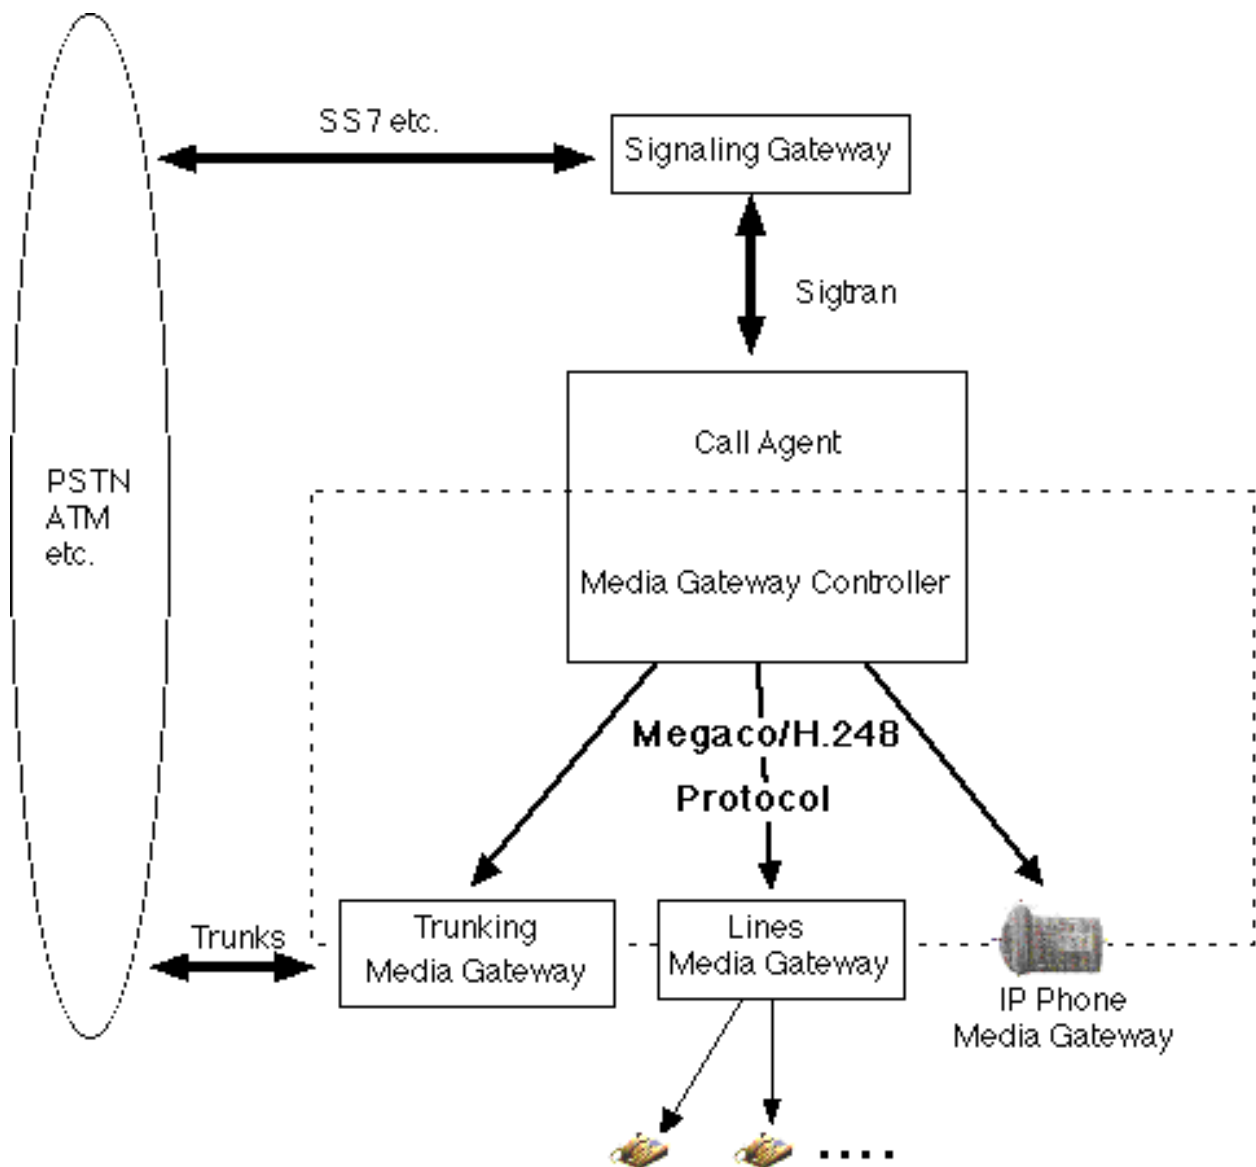 SS7 etc.
Signaling Gateway
Sigtran
Call Agent
PSTN
ATM
etc.
Media Gateway Controller
Megaco/H.248
Protocol
Trunks
Trunking
Media Gateway
Lines
Media Gateway
IP Phone
Media Gateway